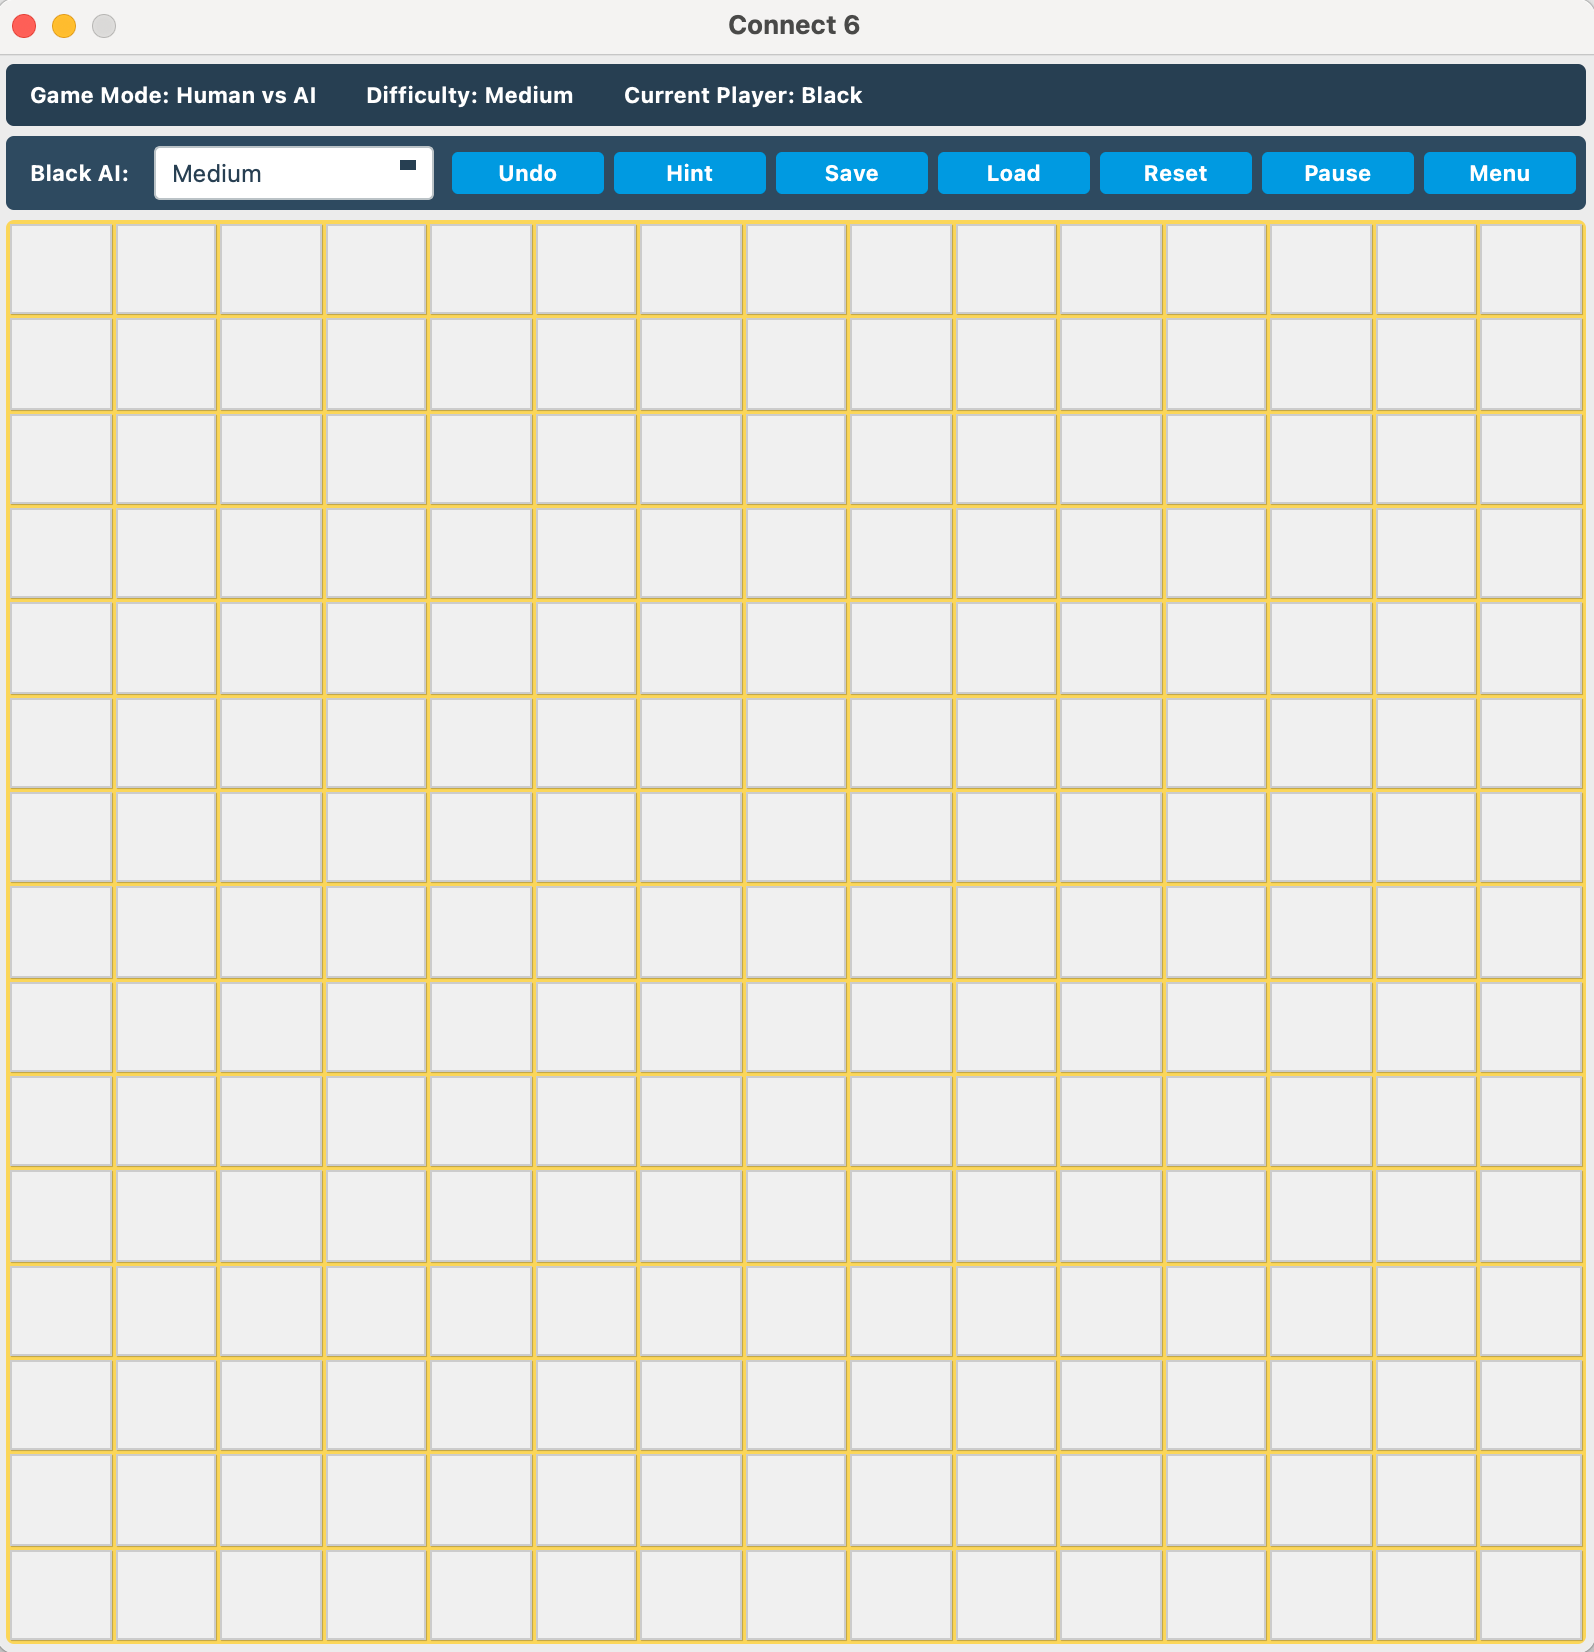 Connect 6
Game Mode: Human vs AI Difficulty: Medium Current Player: Black
Black AI: Medium Undo Hint Save Load Reset Pause Menu